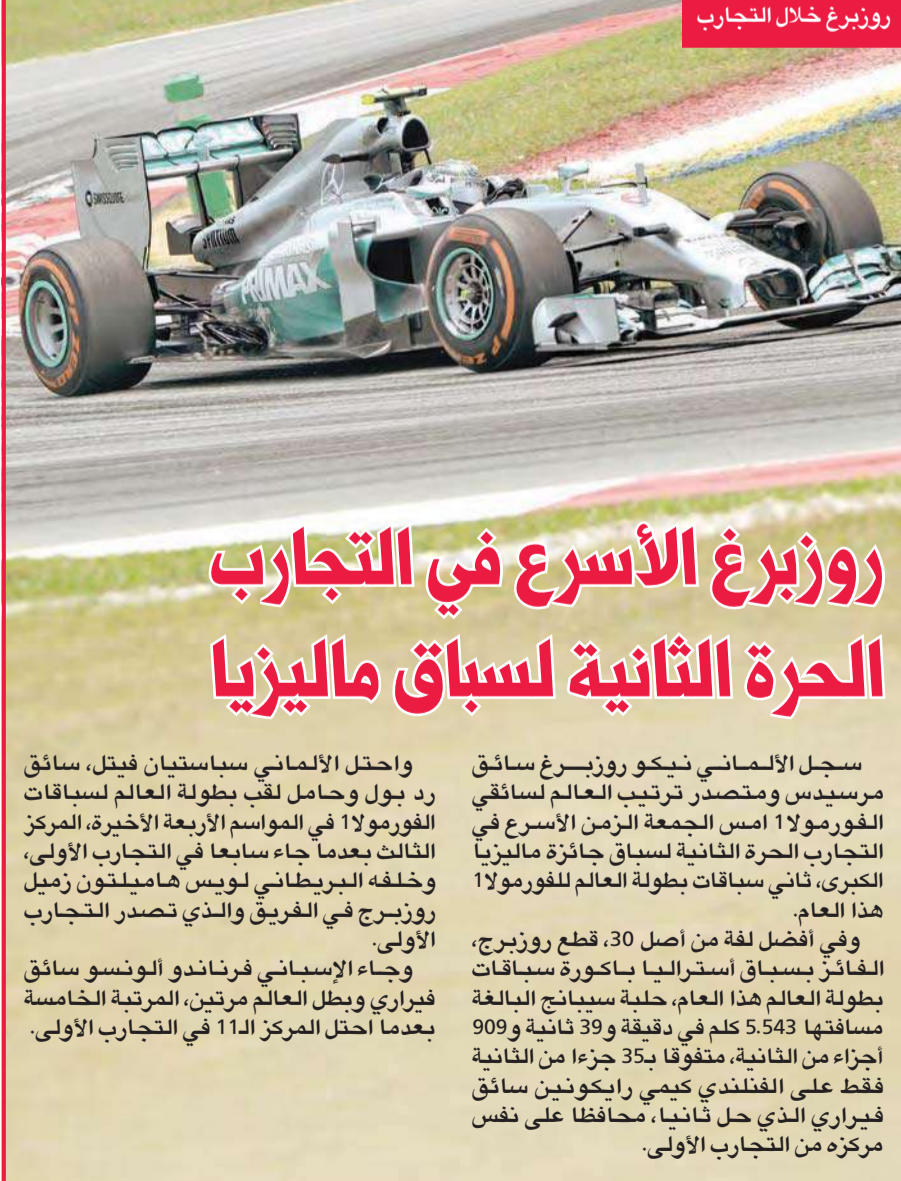 روزبرغ خلال التجارب
SWISSQUOTE
PRIMAX
P ZERO
روزبرغ الأسرع في التجارب
الحرة الثانية لسباق ماليزيا
سجل الألماني نيكو روزبرغ سائق
مرسيدس ومتصدر ترتيب العالم لسائقي
الفورمولا1 امس الجمعة الزمن الأسرع في
التجارب الحرة الثانية لسباق جائزة ماليزيا
الكبرى، ثاني سباقات بطولة العالم للفورمولا1
هذا العام.
وفي أفضل لفة من أصل 30، قطع روزبرج،
الفائز بسباق أستراليا باكورة سباقات
بطولة العالم هذا العام، حلبة سيبانج البالغة
مسافتها 5.543 كلم في دقيقة و39 ثانية و909
أجزاء من الثانية، متفوقا بـ35 جزءا من الثانية
فقط على الفنلندي كيمي رايكونين سائق
فيراري الذي حل ثانيا، محافظا على نفس
مركزه من التجارب الأولى.
واحتل الألماني سباستيان فيتل، سائق
رد بول وحامل لقب بطولة العالم لسباقات
الفورمولا1 في المواسم الأربعة الأخيرة، المركز
الثالث بعدما جاء سابعا في التجارب الأولى،
وخلفه البريطاني لويس هاميلتون زميل
روزبرج في الفريق والذي تصدر التجارب
الأولى.
وجاء الإسباني فرناندو ألونسو سائق
فيراري وبطل العالم مرتين، المرتبة الخامسة
بعدما احتل المركز الـ11 في التجارب الأولى.